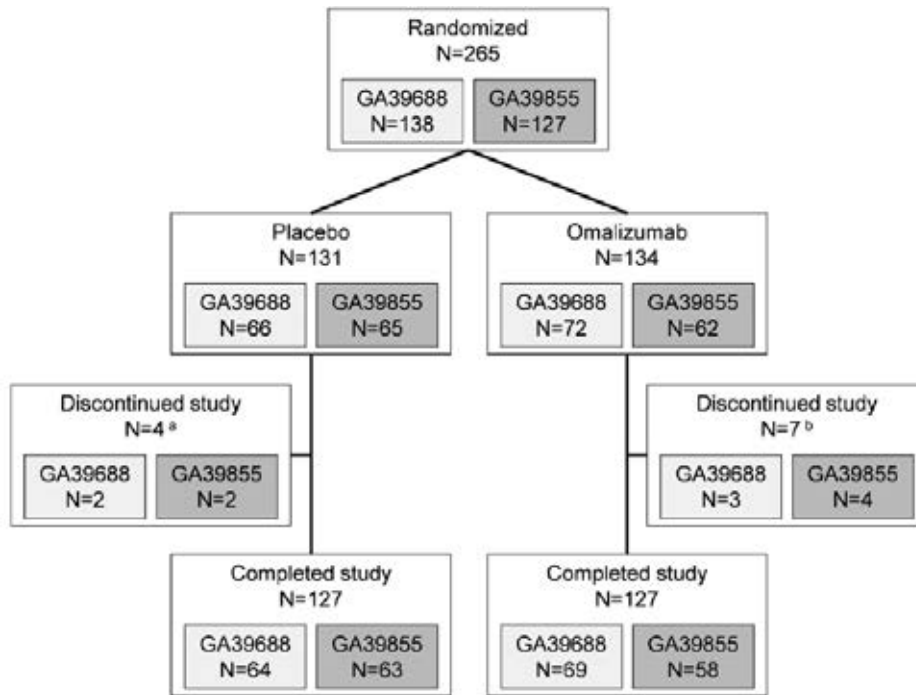 Randomized
N=265
GA39688
N=138
GA39855
N=127
Placebo
N=131
GA39688
N=66
GA39855
N=65
Omalizumab
N=134
GA39688
N=72
GA39855
N=62
Discontinued study
N=4 a
GA39688
N=2
GA39855
N=2
Discontinued study
N=7 b
GA39688
N=3
GA39855
N=4
Completed study
N=127
GA39688
N=64
GA39855
N=63
Completed study
N=127
GA39688
N=69
GA39855
N=58